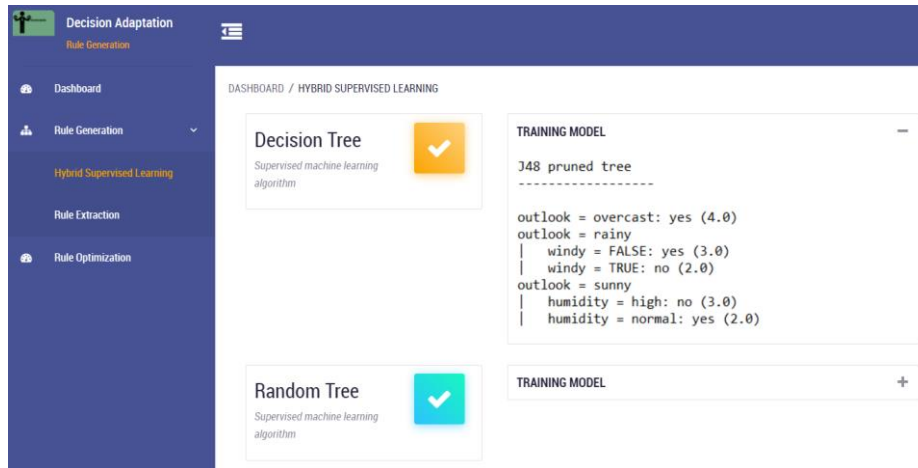 Decision Adaptation
Rule Generation
Dashboard
Rule Generation
Hybrid Supervised Learning
Rule Extraction
Rule Optimization
DASHBOARD / HYBRID SUPERVISED LEARNING
Decision Tree
Supervised machine learning
algorithm
TRAINING MODEL
J48 pruned tree
------------------
outlook = overcast: yes (4.0)
outlook = rainy
|   windy = FALSE: yes (3.0)
|   windy = TRUE: no (2.0)
outlook = sunny
|   humidity = high: no (3.0)
|   humidity = normal: yes (2.0)
Random Tree
Supervised machine learning
algorithm
TRAINING MODEL